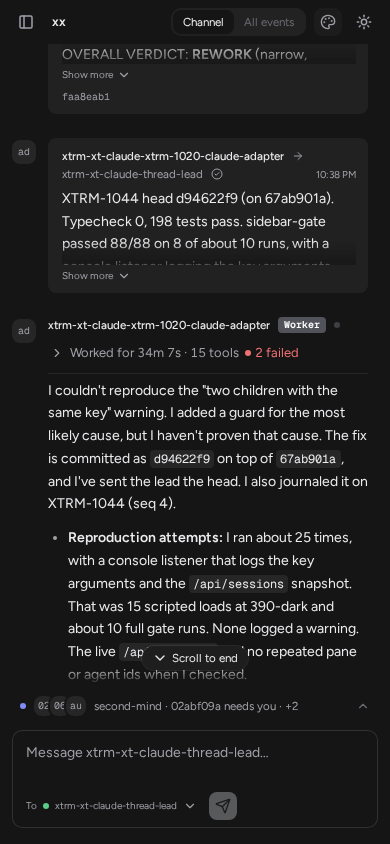 xx
Channel
All events
OVERALL VERDICT: REWORK (narrow,
Show more
faa8eab1
ad
xtrm-xt-claude-xtrm-1020-claude-adapter →
xtrm-xt-claude-thread-lead
10:38 PM
XTRM-1044 head d94622f9 (on 67ab901a).
Typecheck 0, 198 tests pass. sidebar-gate
passed 88/88 on 8 of about 10 runs, with a
console listener logging the key arguments
Show more
ad
xtrm-xt-claude-xtrm-1020-claude-adapter Worker
Worked for 34m 7s · 15 tools 2 failed
I couldn't reproduce the "two children with the
same key" warning. I added a guard for the most
likely cause, but I haven't proven that cause. The fix
is committed as d94622f9 on top of 67ab901a,
and I've sent the lead the head. I also journaled it on
XTRM-1044 (seq 4).
• Reproduction attempts: I ran about 25 times,
with a console listener that logs the key
arguments and the /api/sessions snapshot.
That was 15 scripted loads at 390-dark and
about 10 full gate runs. None logged a warning.
The live no repeated pane
Scroll to end
or agent ids when I checked.
au
second-mind · 02abf09a needs you · +2
Message xtrm-xt-claude-thread-lead...
To xtrm-xt-claude-thread-lead